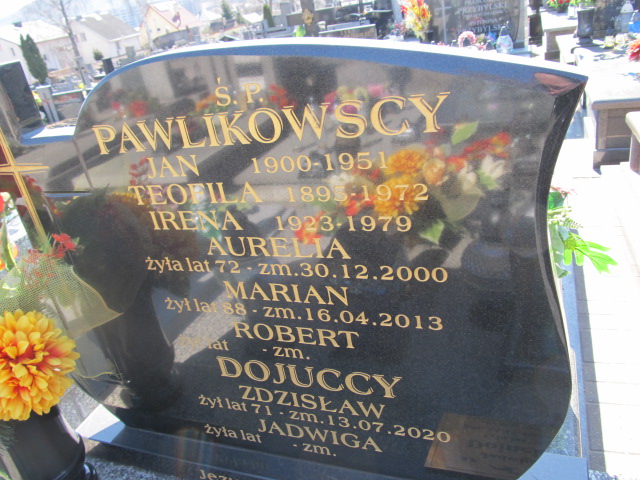 Ś.P.
PAWLIKOWSCY
JAN 1900-1951
TEOFILA 1895-1972
IRENA 1923-1979
AURELIA
żyła lat 72 - zm. 30.12.2000
MARIAN
żył lat 88 - zm. 16.04.2013
ROBERT
lat - zm.
DOJUCCY
ZDZISŁAW
żył lat 71 - zm. 13.07.2020
JADWIGA
żyła lat - zm.